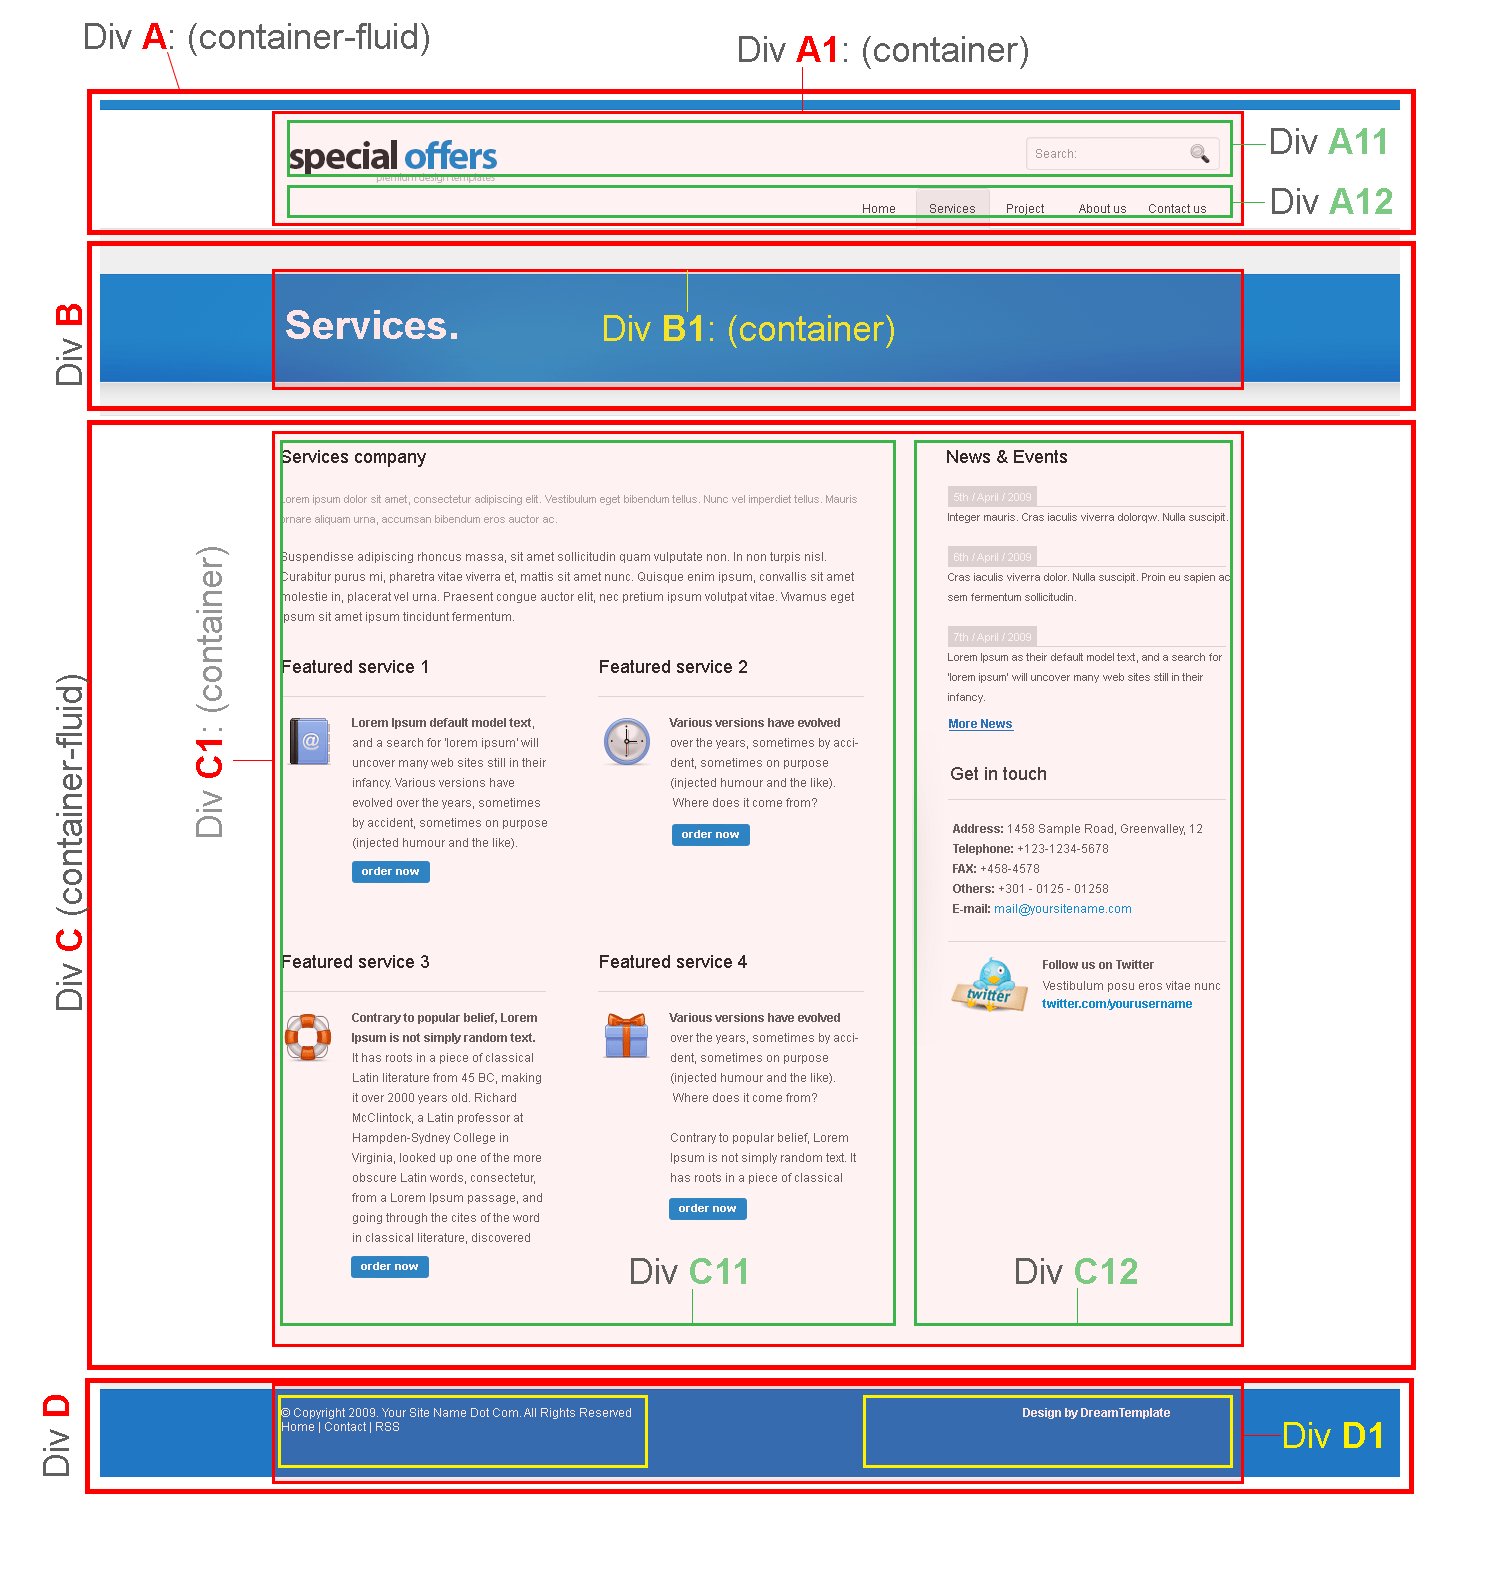 Div A: (container-fluid)
Div A1: (container)
special offers
premium design templates
Search:
Div A11
Home
Services
Project
About us
Contact us
Div A12
Div B
Services.
Div B1: (container)
Div C (container-fluid)
Div C1: (container)
Services company
Lorem ipsum dolor sit amet, consectetur adipiscing elit. Vestibulum eget bibendum tellus. Nunc vel imperdiet tellus. Mauris
ornare aliquam urna, accumsan bibendum eros auctor ac.
Suspendisse adipiscing rhoncus massa, sit amet sollicitudin quam vulputate non. In non turpis nisl.
Curabitur purus mi, pharetra vitae viverra et, mattis sit amet nunc. Quisque enim ipsum, convallis sit amet
molestie in, placerat vel urna. Praesent congue auctor elit, nec pretium ipsum volutpat vitae. Vivamus eget
ipsum sit amet ipsum tincidunt fermentum.
Featured service 1
Lorem Ipsum default model text,
and a search for 'lorem ipsum' will
uncover many web sites still in their
infancy. Various versions have
evolved over the years, sometimes
by accident, sometimes on purpose
(injected humour and the like).
order now
Featured service 2
Various versions have evolved
over the years, sometimes by acci-
dent, sometimes on purpose
(injected humour and the like).
Where does it come from?
order now
Featured service 3
Contrary to popular belief, Lorem
Ipsum is not simply random text.
It has roots in a piece of classical
Latin literature from 45 BC, making
it over 2000 years old. Richard
McClintock, a Latin professor at
Hampden-Sydney College in
Virginia, looked up one of the more
obscure Latin words, consectetur,
from a Lorem Ipsum passage, and
going through the cites of the word
in classical literature, discovered
order now
Featured service 4
Various versions have evolved
over the years, sometimes by acci-
dent, sometimes on purpose
(injected humour and the like).
Where does it come from?
Contrary to popular belief, Lorem
Ipsum is not simply random text. It
has roots in a piece of classical
order now
Div C11
News & Events
5th / April / 2009
Integer mauris. Cras iaculis viverra dolorqw. Nulla suscipit.
6th / April / 2009
Cras iaculis viverra dolor. Nulla suscipit. Proin eu sapien ac
sem fermentum sollicitudin.
7th / April / 2009
Lorem Ipsum as their default model text, and a search for
'lorem ipsum' will uncover many web sites still in their
infancy.
More News
Get in touch
Address: 1458 Sample Road, Greenvalley, 12
Telephone: +123-1234-5678
FAX: +458-4578
Others: +301 - 0125 - 01258
E-mail: mail@yoursitename.com
twitter
Follow us on Twitter
Vestibulum posu eros vitae nunc
twitter.com/yourusername
Div C12
Div D
© Copyright 2009. Your Site Name Dot Com. All Rights Reserved
Home | Contact | RSS
Design by DreamTemplate
Div D1